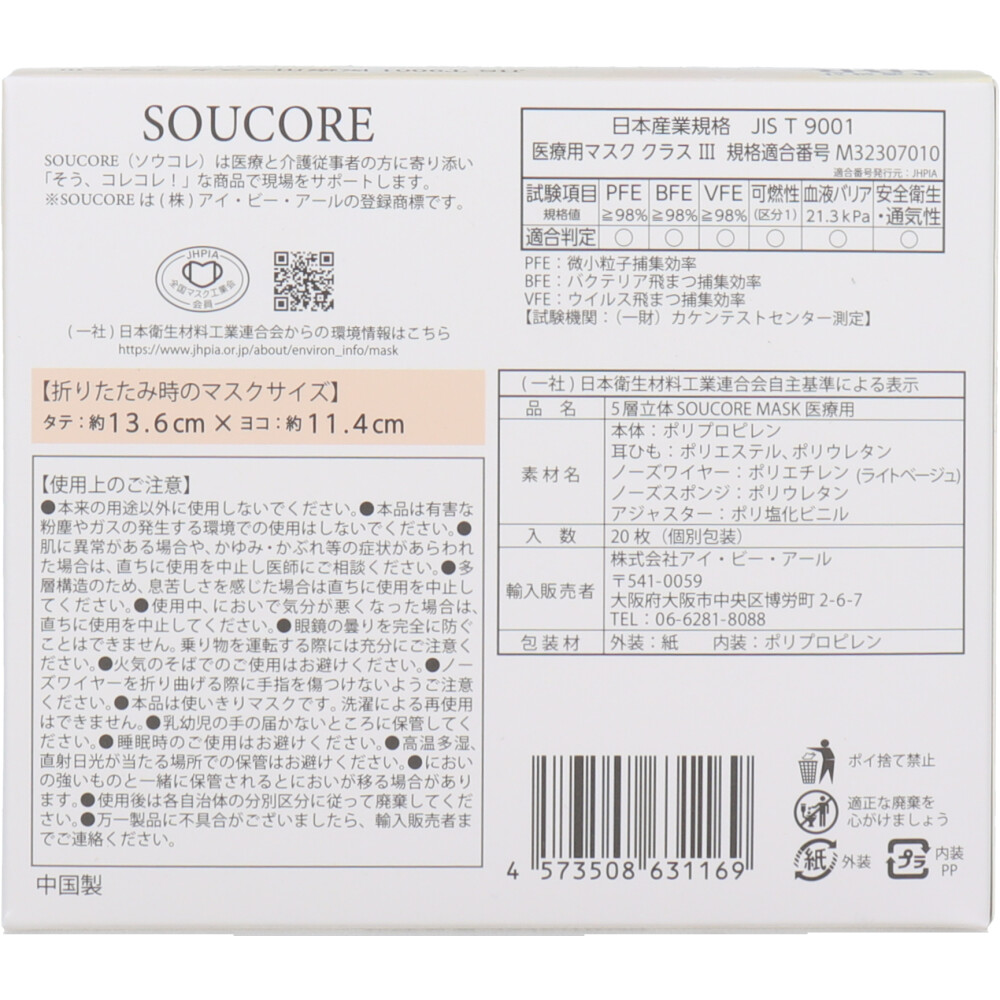 SOUCORE
SOUCORE(ソウコレ)は医療と介護従事者の方に寄り添い
「そう、コレコレ!」な商品で現場をサポートします。
※SOUCOREは(株)アイ・ビー・アールの登録商標です。
JHPIA
全国マスク工業会
会員
(一社)日本衛生材料工業連合会からの環境情報はこちら
https://www.jhpia.or.jp/about/environ_info/mask
【折りたたみ時のマスクサイズ】
タテ:約13.6cm×ヨコ:約11.4cm
【使用上のご注意】
●本来の用途以外に使用しないでください。●本品は有害な
粉塵やガスの発生する環境での使用はしないでください。●
肌に異常がある場合や、かゆみ・かぶれ等の症状があらわれ
た場合は、直ちに使用を中止し医師にご相談ください。●多
層構造のため、息苦しさを感じた場合は直ちに使用を中止し
てください。●使用中、においで気分が悪くなった場合は、
直ちに使用を中止してください。●眼鏡の曇りを完全に防ぐ
ことはできません。乗り物を運転する際には充分にご注意く
ださい。●火気のそばでのご使用はお避けください。●ノー
ズワイヤーを折り曲げる際に手指を傷つけないようご注意
ください。●本品は使いきりマスクです。洗濯による再使用
はできません。●乳幼児の手の届かないところに保管してく
ださい。●睡眠時のご使用はお避けください。●高温多湿、
直射日光が当たる場所での保管はお避けください。●におい
の強いものと一緒に保管されるとにおいが移る場合があり
ます。●使用後は各自治体の分別区分に従って廃棄してくだ
さい。●万一製品に不具合がございましたら、輸入販売者ま
でご連絡ください。
中国製
日本産業規格 JIS T 9001
医療用マスク クラス III 規格適合番号 M32307010
適合番号発行元:JHPIA
試験項目 PFE BFE VFE 可燃性 血液バリア 安全衛生
規格値 ≧98% ≧98% ≧98% (区分1) 21.3kPa ・通気性
適合判定 ○ ○ ○ ○ ○ ○
PFE:微小粒子捕集効率
BFE:バクテリア飛まつ捕集効率
VFE:ウイルス飛まつ捕集効率
【試験機関:(一財)カケンテストセンター測定】
(一社)日本衛生材料工業連合会自主基準による表示
品名 5層立体SOUCORE MASK 医療用
素材名 本体:ポリプロピレン
耳ひも:ポリエステル、ポリウレタン
ノーズワイヤー:ポリエチレン(ライトベージュ)
ノーズスポンジ:ポリウレタン
アジャスター:ポリ塩化ビニル
入数 20枚(個別包装)
輸入販売者 株式会社アイ・ビー・アール
〒541-0059
大阪府大阪市中央区博労町2-6-7
TEL:06-6281-8088
包装材 外装:紙 内装:ポリプロピレン
4 573508 631169
ポイ捨て禁止
適正な廃棄を
心がけましょう
紙 外装
プラ 内装
PP